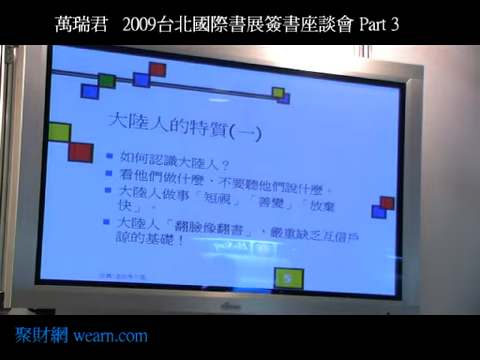 萬瑞君 2009台北國際書展簽書座談會 Part 3
大陸人的特質(一)
如何認識大陸人？
看他們做什麼，不要聽他們說什麼。
大陸人做事「短視」「善變」「放棄
快」。
大陸人「翻臉像翻書」，嚴重缺乏互信戶
諒的基礎！
5
聚財網 wearn.com